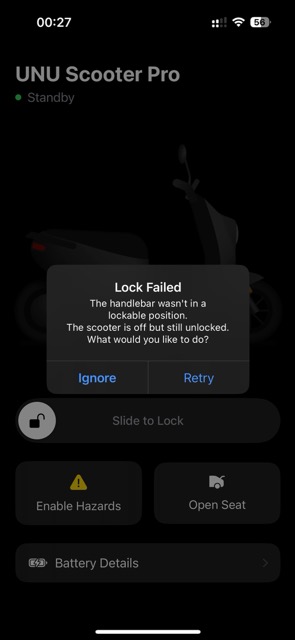 00:27
56
UNU Scooter Pro
Standby
Lock Failed
The handlebar wasn't in a
lockable position.
The scooter is off but still unlocked.
What would you like to do?
Ignore
Retry
Slide to Lock
Enable Hazards
Open Seat
Battery Details